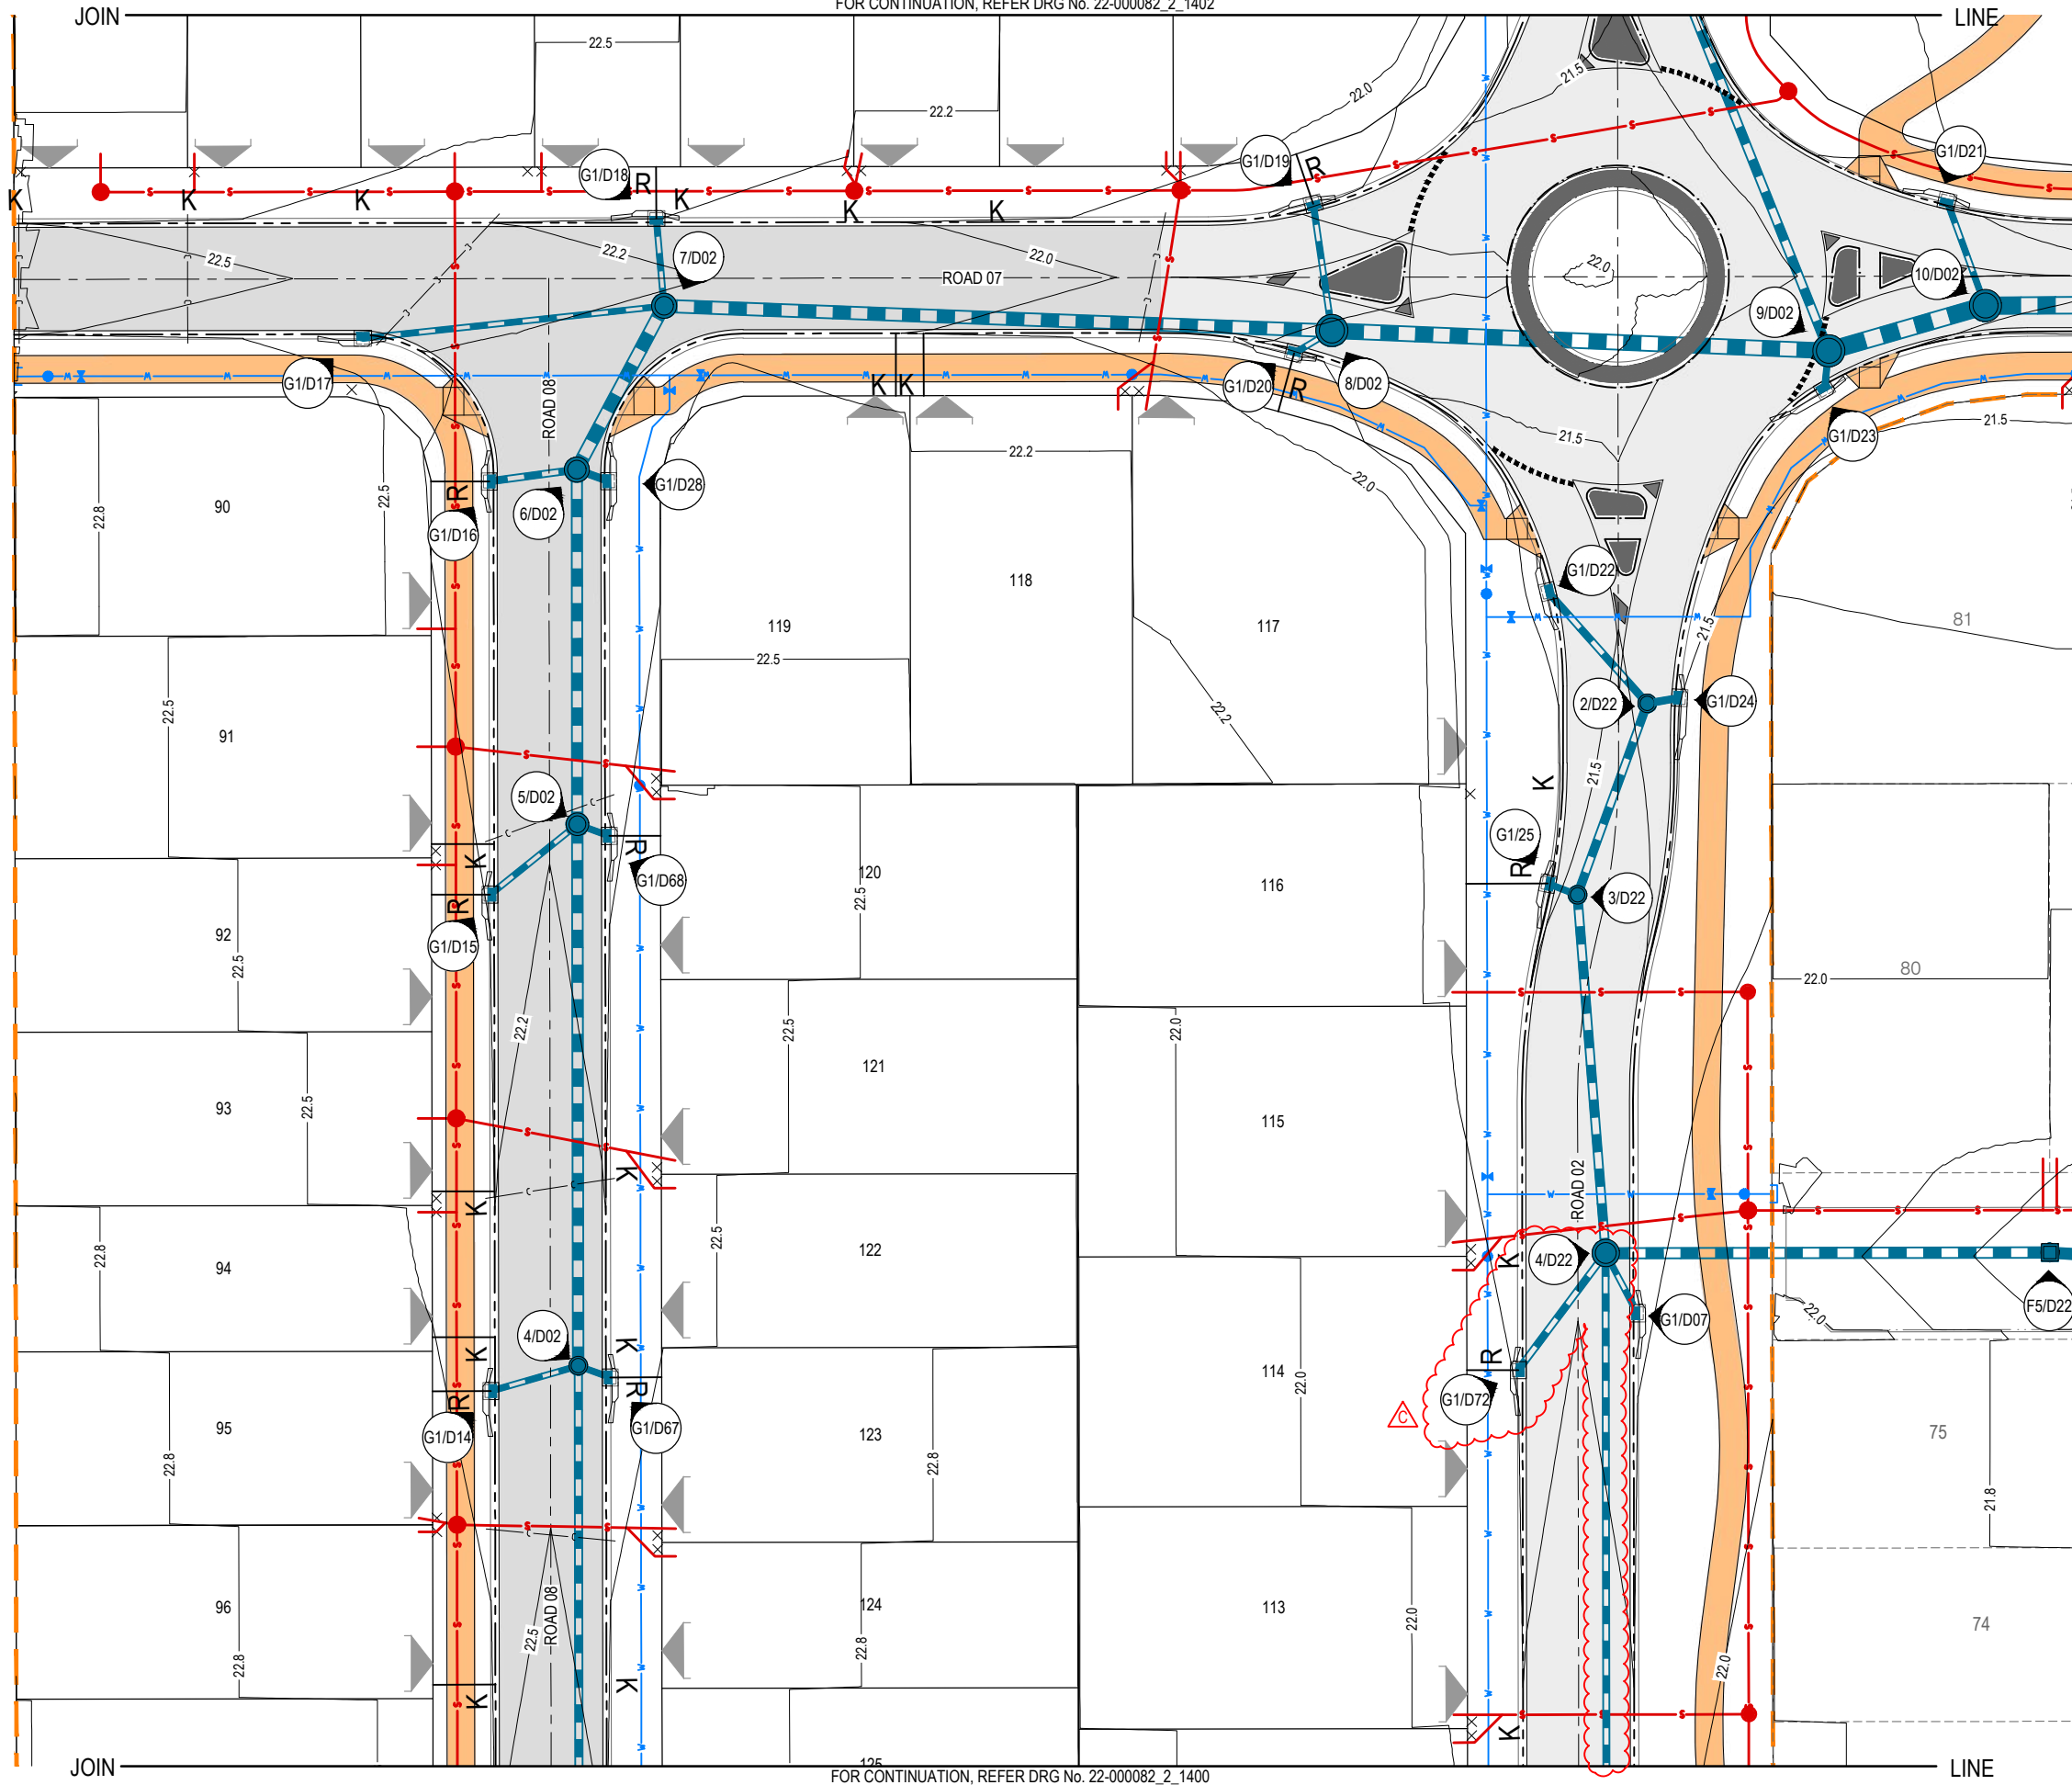 FOR CONTINUATION, REFER DRG No. 22-000082_2_1402
JOIN
LINE
22.5
22.2
22.0
21.5
G1/D18
R
G1/D19
R
G1/D21
K
K
K
K
K
K
22.5
22.2
7/D02
22.0
ROAD 07
22.0
10/D02
9/D02
G1/D17
ROAD 08
K
K
G1/D20
R
8/D02
G1/D23
21.5
21.5
22.2
22.0
22.8
90
22.5
R
G1/D16
6/D02
G1/D28
118
G1/D22
119
117
81
21.5
22.5
22.5
91
22.2
2/D22
G1/D24
5/D02
K
21.5
G1/25
R
K
R
G1/D68
120
22.5
116
3/D22
R
G1/D15
92
22.5
22.0
80
22.2
22.5
22.0
93
22.5
121
115
K
K
ROAD 02
22.8
94
22.5
122
K
4/D22
F5/D22
22.0
G1/D07
4/D02
K
K
R
R
R
114
22.0
G1/D72
C
G1/D14
G1/D67
95
22.8
123
22.8
75
21.8
96
22.8
22.5
ROAD 08
124
22.8
113
22.0
22.0
74
K
K
K
125
JOIN
LINE
FOR CONTINUATION, REFER DRG No. 22-000082_2_1400